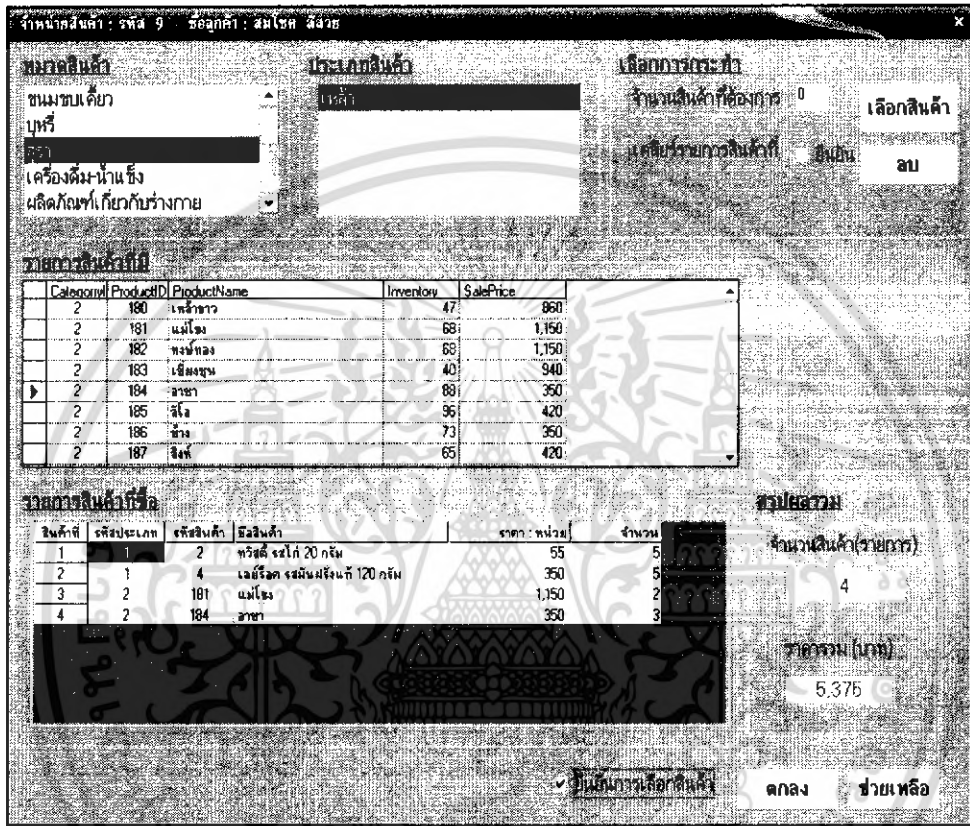 จำหน่ายสินค้า : รหัส 9 ชื่อลูกค้า : สมโชค
หมวดสินค้า ประเภทสินค้า เลือกการกระทำ
ขนมขบเคี้ยว
บุหรี่
สุรา
เครื่องดื่ม-น้ำแข็ง
ผลิตภัณฑ์เกี่ยวกับร่างกาย
เหล้า
จำนวนสินค้าที่ต้องการ 0 เลือกสินค้า
เคลียร์รายการสินค้าที่ ยืนยัน ลบ
รายการสินค้าที่มี
CategoryI ProductID ProductName Inventory SalePrice
2 180 เหล้าขาว 47 860
2 181 แม่โขง 68 1,150
2 182 หงษ์ทอง 68 1,150
2 183 เชียงชุน 40 940
2 184 อาชา 88 350
2 185 ลีโอ 96 420
2 186 ช้าง 73 350
2 187 สิงห์ 65 420
รายการสินค้าที่ซื้อ
สินค้าที่ รหัสประเภท รหัสสินค้า ชื่อสินค้า ราคา : หน่วย จำนวน
1 1 2 ทวิสตี้ รสไก่ 20 กรัม 55 5
2 1 4 เลย์ร็อค รสมันฝรั่งแท้ 120 กรัม 350 5
3 2 181 แม่โขง 1,150 2
4 2 184 อาชา 350 3
สรุปผลรวม
จำนวนสินค้า(รายการ)
4
ราคารวม (บาท)
5,375
ยืนยันการเลือกสินค้า ตกลง ช่วยเหลือ